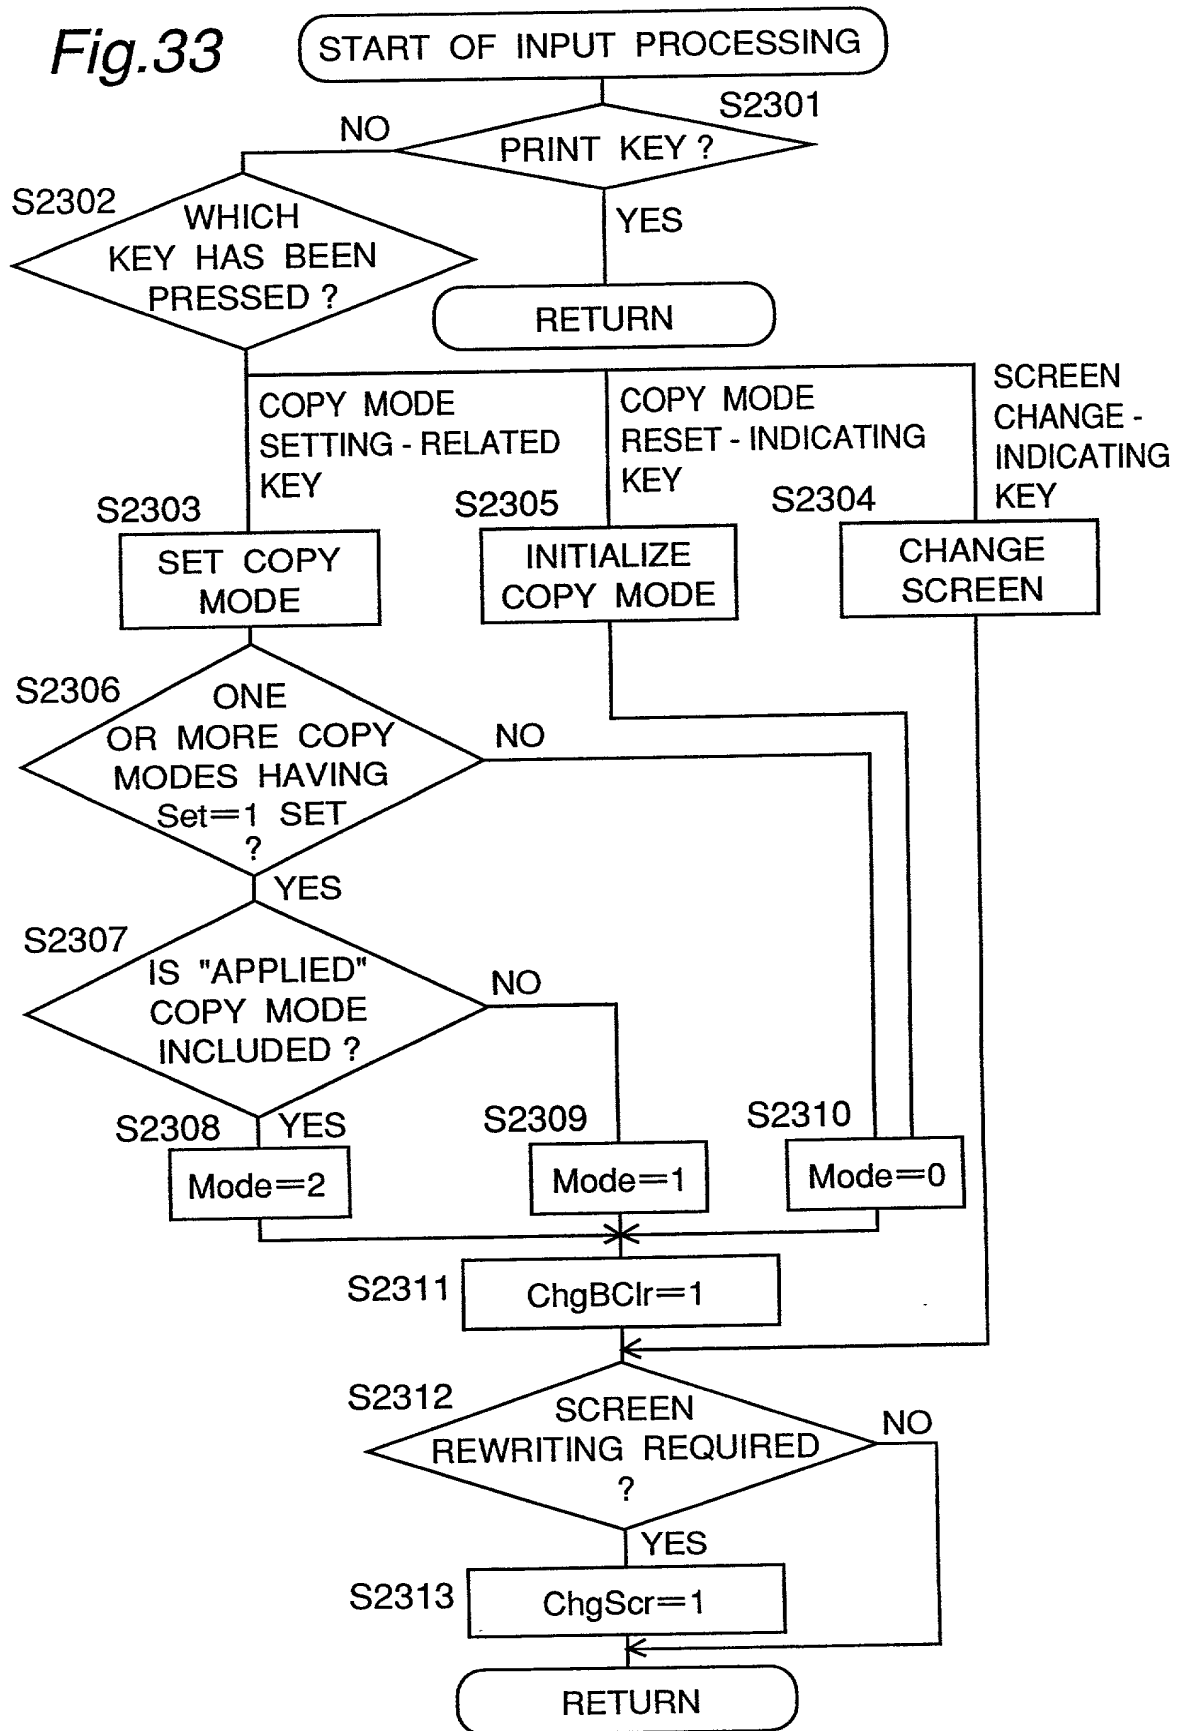 Fig.33
START OF INPUT PROCESSING
S2301
PRINT KEY ?
NO
YES
S2302
WHICH
KEY HAS BEEN
PRESSED ?
RETURN
COPY MODE
SETTING - RELATED
KEY
COPY MODE
RESET - INDICATING
KEY
SCREEN
CHANGE -
INDICATING
KEY
S2303
SET COPY
MODE
S2305
INITIALIZE
COPY MODE
S2304
CHANGE
SCREEN
S2306
ONE
OR MORE COPY
MODES HAVING
Set=1 SET
?
NO
YES
S2307
IS "APPLIED"
COPY MODE
INCLUDED ?
NO
YES
S2308
Mode=2
S2309
Mode=1
S2310
Mode=0
S2311
ChgBClr=1
S2312
SCREEN
REWRITING REQUIRED
?
NO
YES
S2313
ChgScr=1
RETURN